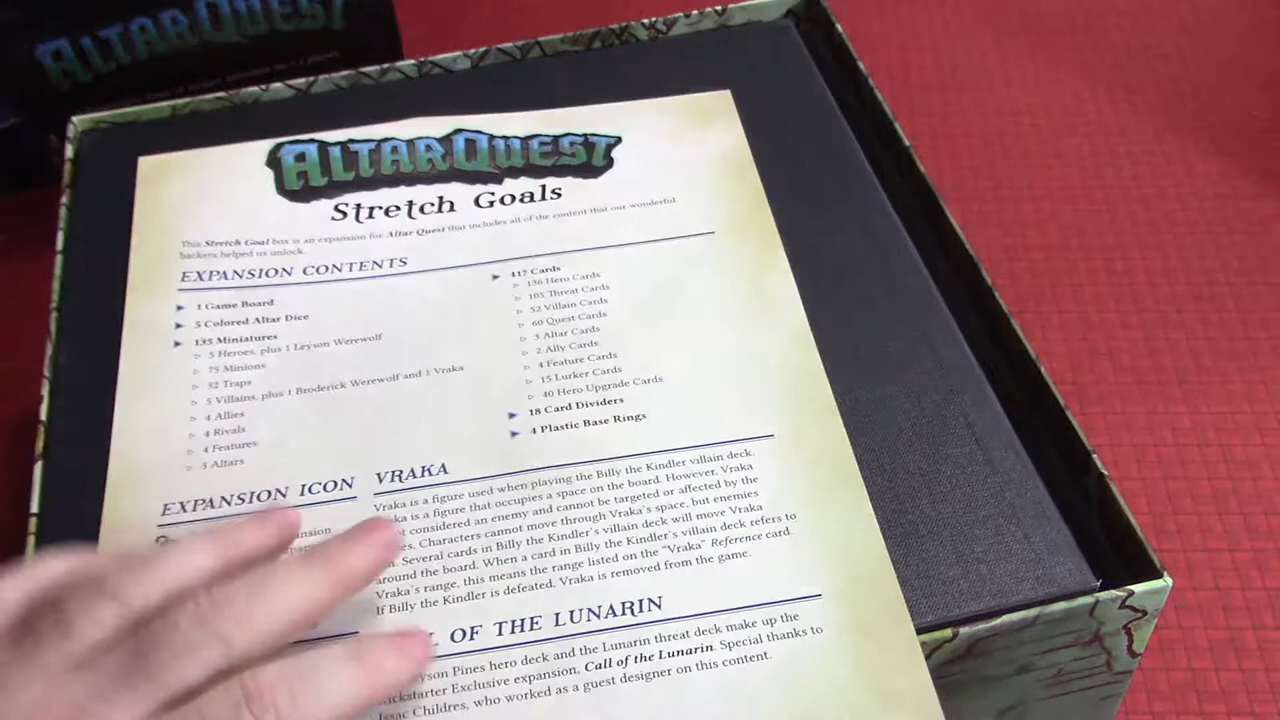 ALTARQUEST
ALTARQUEST
Stretch Goals
This Stretch Goal box is an expansion for Altar Quest that includes all of the content that our wonderful
backers helped us unlock.
EXPANSION CONTENTS
1 Game Board
5 Colored Altar Dice
135 Miniatures
5 Heroes, plus 1 Leyson Werewolf
75 Minions
32 Traps
5 Villains, plus 1 Broderick Werewolf and 1 Vraka
4 Allies
4 Rivals
4 Features
3 Altars
417 Cards
136 Hero Cards
105 Threat Cards
52 Villain Cards
60 Quest Cards
3 Altar Cards
2 Ally Cards
4 Feature Cards
15 Lurker Cards
40 Hero Upgrade Cards
18 Card Dividers
4 Plastic Base Rings
EXPANSION ICON
VRAKA
Vraka is a figure used when playing the Billy the Kindler villain deck.
is a figure that occupies a space on the board. However, Vraka
considered an enemy and cannot be targeted or affected by the
Characters cannot move through Vraka's space, but enemies
Several cards in Billy the Kindler's villain deck will move Vraka
around the board. When a card in Billy the Kindler's villain deck refers to
Vraka's range, this means the range listed on the "Vraka" Reference card.
If Billy the Kindler is defeated. Vraka is removed from the game.
OF THE LUNARIN
Pines hero deck and the Lunarin threat deck make up the
Exclusive expansion, Call of the Lunarin. Special thanks to
Isaac Childres, who worked as a guest designer on this content.